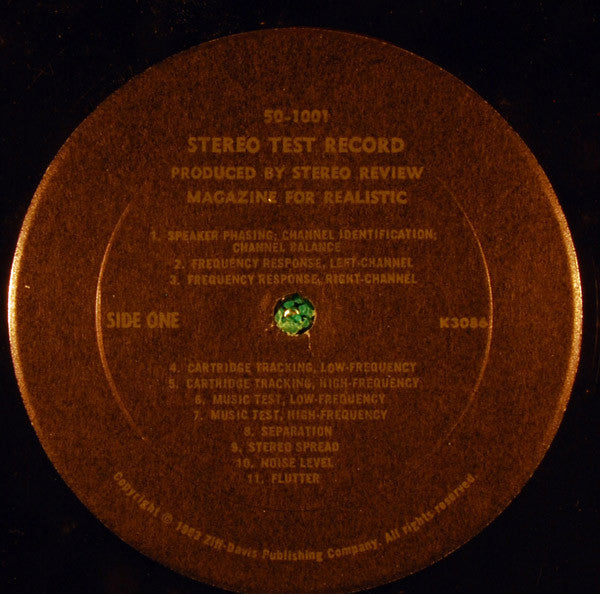 50-1001
STEREO TEST RECORD
PRODUCED BY STEREO REVIEW
MAGAZINE FOR REALISTIC
1. SPEAKER PHASING; CHANNEL IDENTIFICATION;
CHANNEL BALANCE
2. FREQUENCY RESPONSE, LEFT-CHANNEL
3. FREQUENCY RESPONSE, RIGHT-CHANNEL
SIDE ONE
K3086
4. CARTRIDGE TRACKING, LOW-FREQUENCY
5. CARTRIDGE TRACKING, HIGH-FREQUENCY
6. MUSIC TEST, LOW-FREQUENCY
7. MUSIC TEST, HIGH-FREQUENCY
8. SEPARATION
9. STEREO SPREAD
10. NOISE LEVEL
11. FLUTTER
Copyright © 1963 Ziff-Davis Publishing Company. All rights reserved.